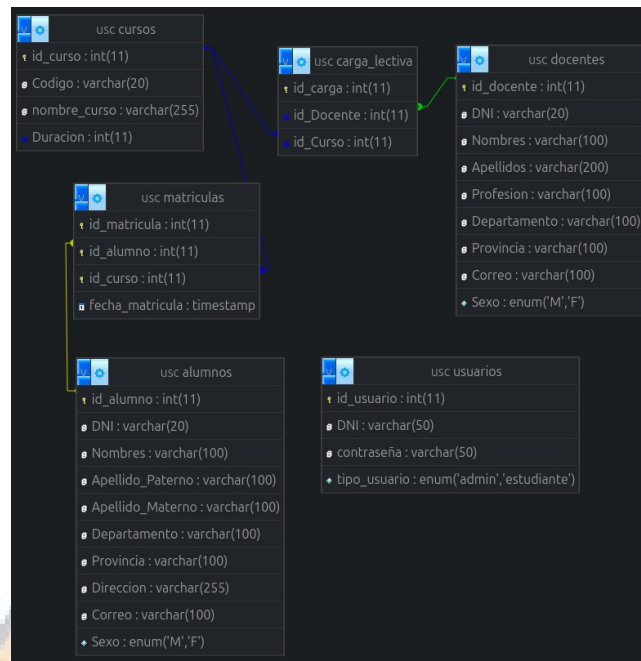 usc cursos
id_curso : int(11)
Codigo : varchar(20)
nombre_curso : varchar(255)
Duracion : int(11)
usc carga_lectiva
id_carga : int(11)
id_Docente : int(11)
id_Curso : int(11)
usc docentes
id_docente : int(11)
DNI : varchar(20)
Nombres : varchar(100)
Apellidos : varchar(200)
Profesion : varchar(100)
Departamento : varchar(100)
Provincia : varchar(100)
Correo : varchar(100)
Sexo : enum('M','F')
usc matriculas
id_matricula : int(11)
id_alumno : int(11)
id_curso : int(11)
fecha_matricula : timestamp
usc alumnos
id_alumno : int(11)
DNI : varchar(20)
Nombres : varchar(100)
Apellido_Paterno : varchar(100)
Apellido_Materno : varchar(100)
Departamento : varchar(100)
Provincia : varchar(100)
Direccion : varchar(255)
Correo : varchar(100)
Sexo : enum('M','F')
usc usuarios
id_usuario : int(11)
DNI : varchar(50)
contraseña : varchar(50)
tipo_usuario : enum('admin','estudiante')